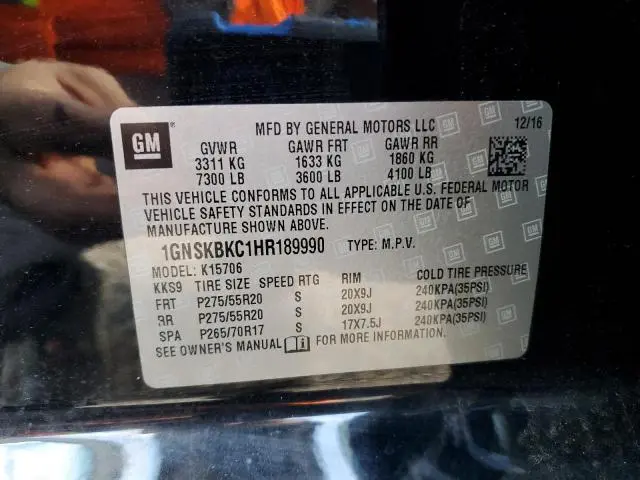 GM ®
MFD BY GENERAL MOTORS LLC 12/16
GVWR GAWR FRT GAWR RR
3311 KG 1633 KG 1860 KG
7300 LB 3600 LB 4100 LB
THIS VEHICLE CONFORMS TO ALL APPLICABLE U.S. FEDERAL MOTOR
VEHICLE SAFETY STANDARDS IN EFFECT ON THE DATE OF
MANUFACTURE SHOWN ABOVE.
1GNSKBKC1HR189990 TYPE: M.P.V.
MODEL: K15706
KKS9 TIRE SIZE SPEED RTG RIM COLD TIRE PRESSURE
FRT P275/55R20 S 20X9J 240KPA(35PSI)
RR P275/55R20 S 20X9J 240KPA(35PSI)
SPA P265/70R17 S 17X7.5J 240KPA(35PSI)
SEE OWNER'S MANUAL FOR MORE INFORMATION.